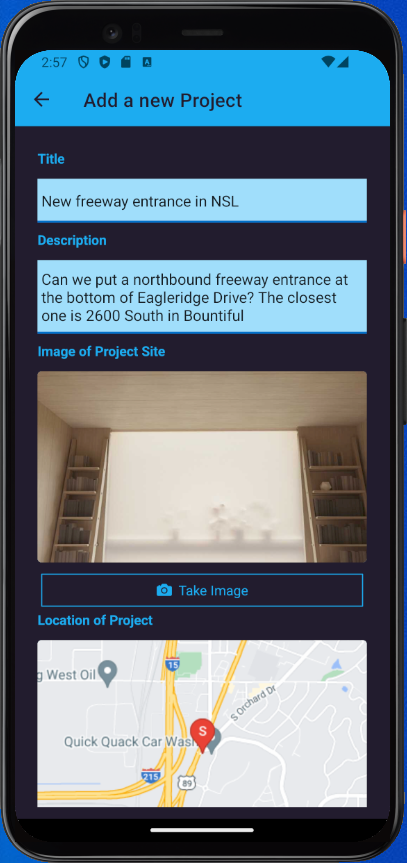 2:57
Add a new Project
Title
New freeway entrance in NSL
Description
Can we put a northbound freeway entrance at
the bottom of Eagleridge Drive? The closest
one is 2600 South in Bountiful
Image of Project Site
Take Image
Location of Project
15
g West Oil
S Orchard Dr
S
Quick Quack Car Was
215
89